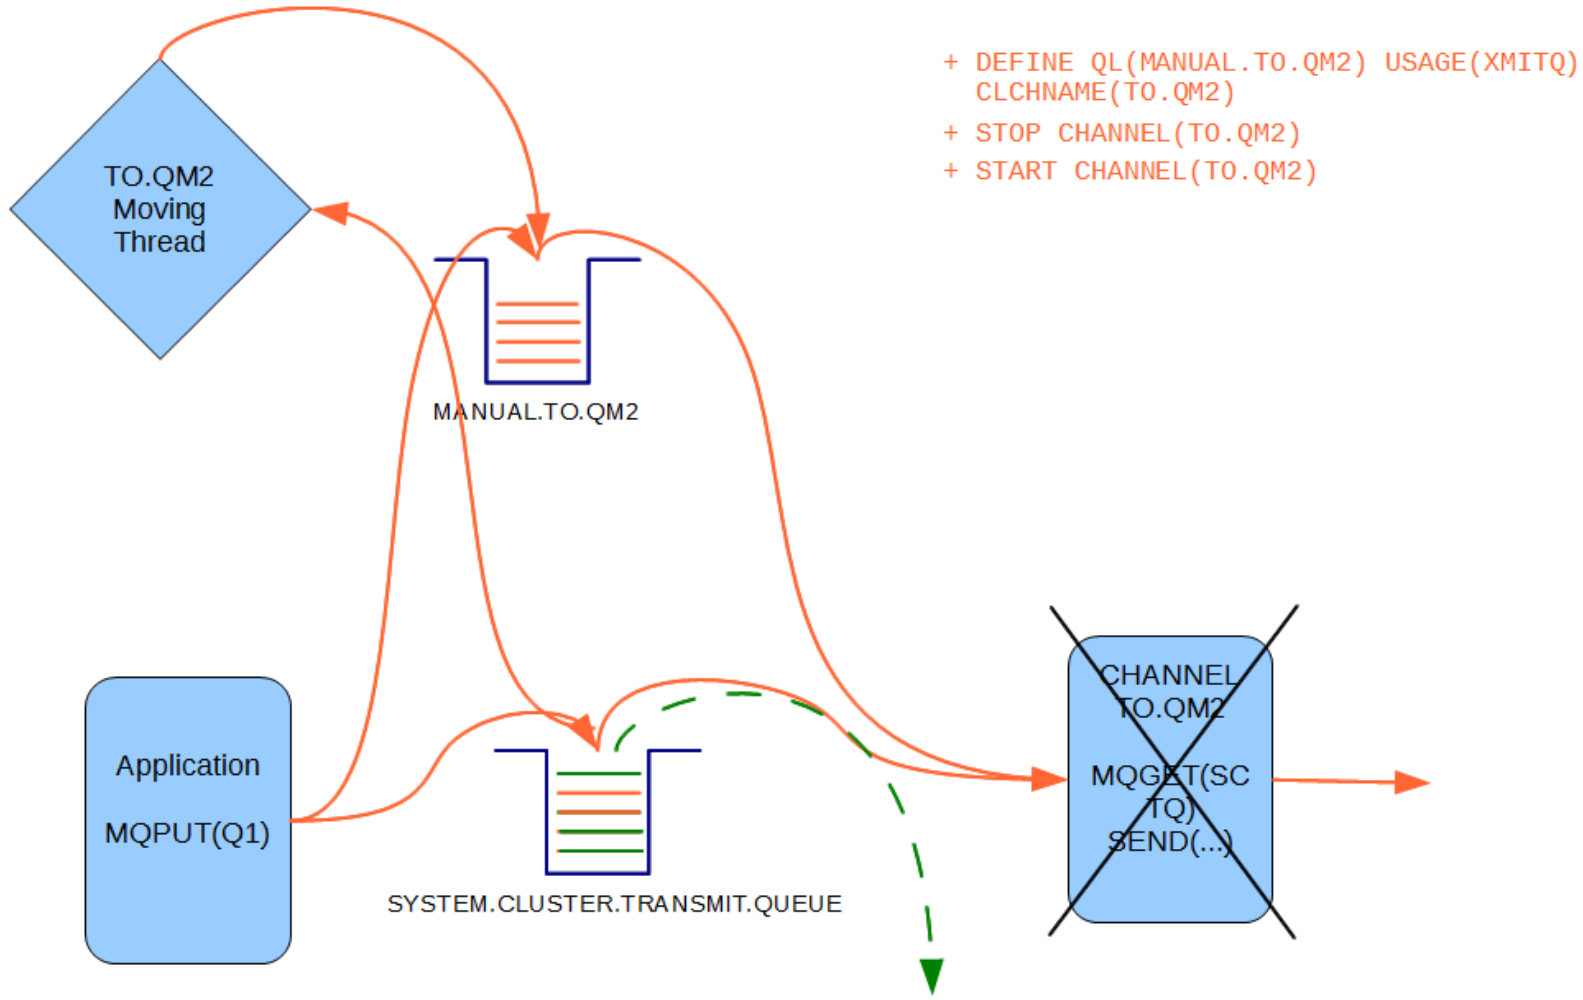 + DEFINE QL(MANUAL.TO.QM2) USAGE(XMITQ)
CLCHNAME(TO.QM2)
+ STOP CHANNEL(TO.QM2)
+ START CHANNEL(TO.QM2)
TO.QM2
Moving
Thread
MANUAL.TO.QM2
Application
MQPUT(Q1)
SYSTEM.CLUSTER.TRANSMIT.QUEUE
CHANNEL
TO.QM2
MQGET(SC
TQ)
SEND(...)